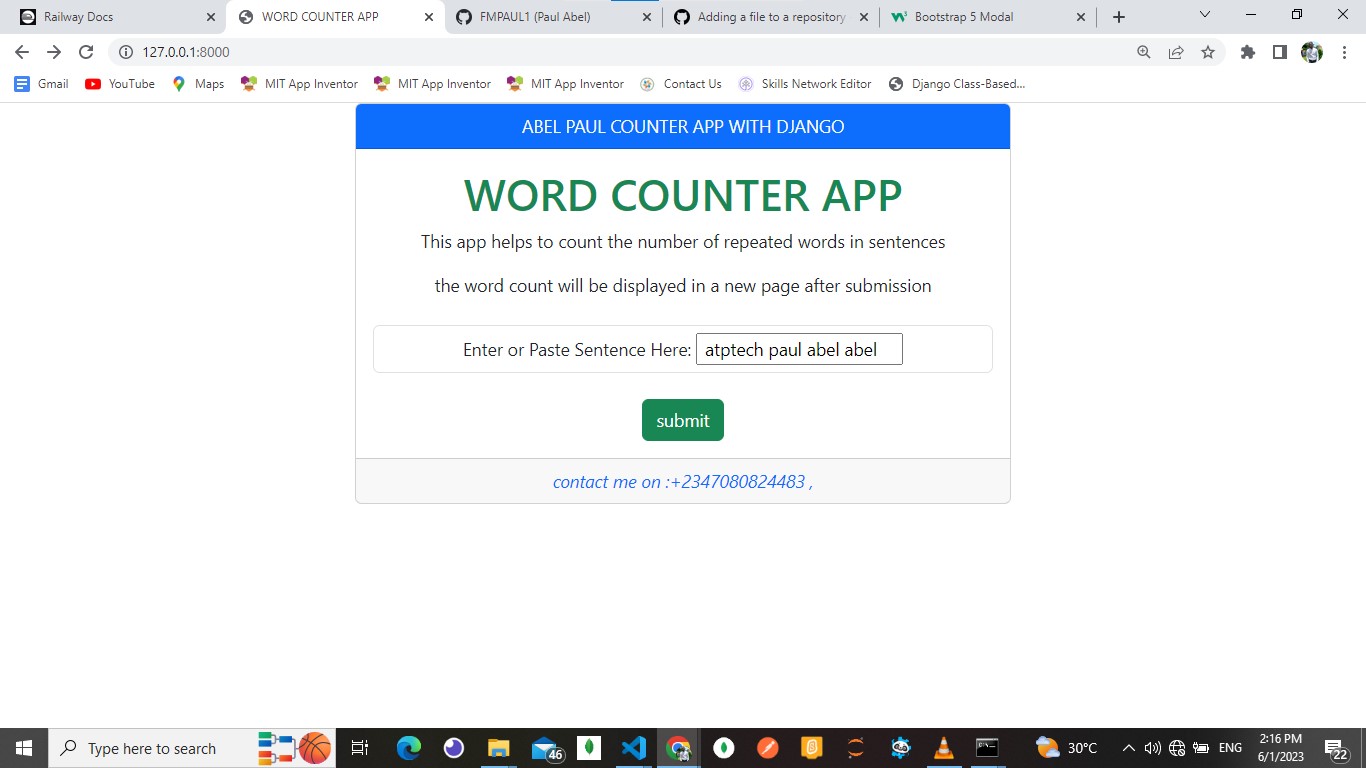 Railway Docs
WORD COUNTER APP
FMPAUL1 (Paul Abel)
Adding a file to a repository
Bootstrap 5 Modal
127.0.0.1:8000
Gmail
YouTube
Maps
MIT App Inventor
MIT App Inventor
MIT App Inventor
Contact Us
Skills Network Editor
Django Class-Based...
ABEL PAUL COUNTER APP WITH DJANGO
WORD COUNTER APP
This app helps to count the number of repeated words in sentences
the word count will be displayed in a new page after submission
Enter or Paste Sentence Here: atptech paul abel abel
submit
contact me on :+2347080824483 ,
Type here to search
46
30°C
ENG
2:16 PM
6/1/2023
22